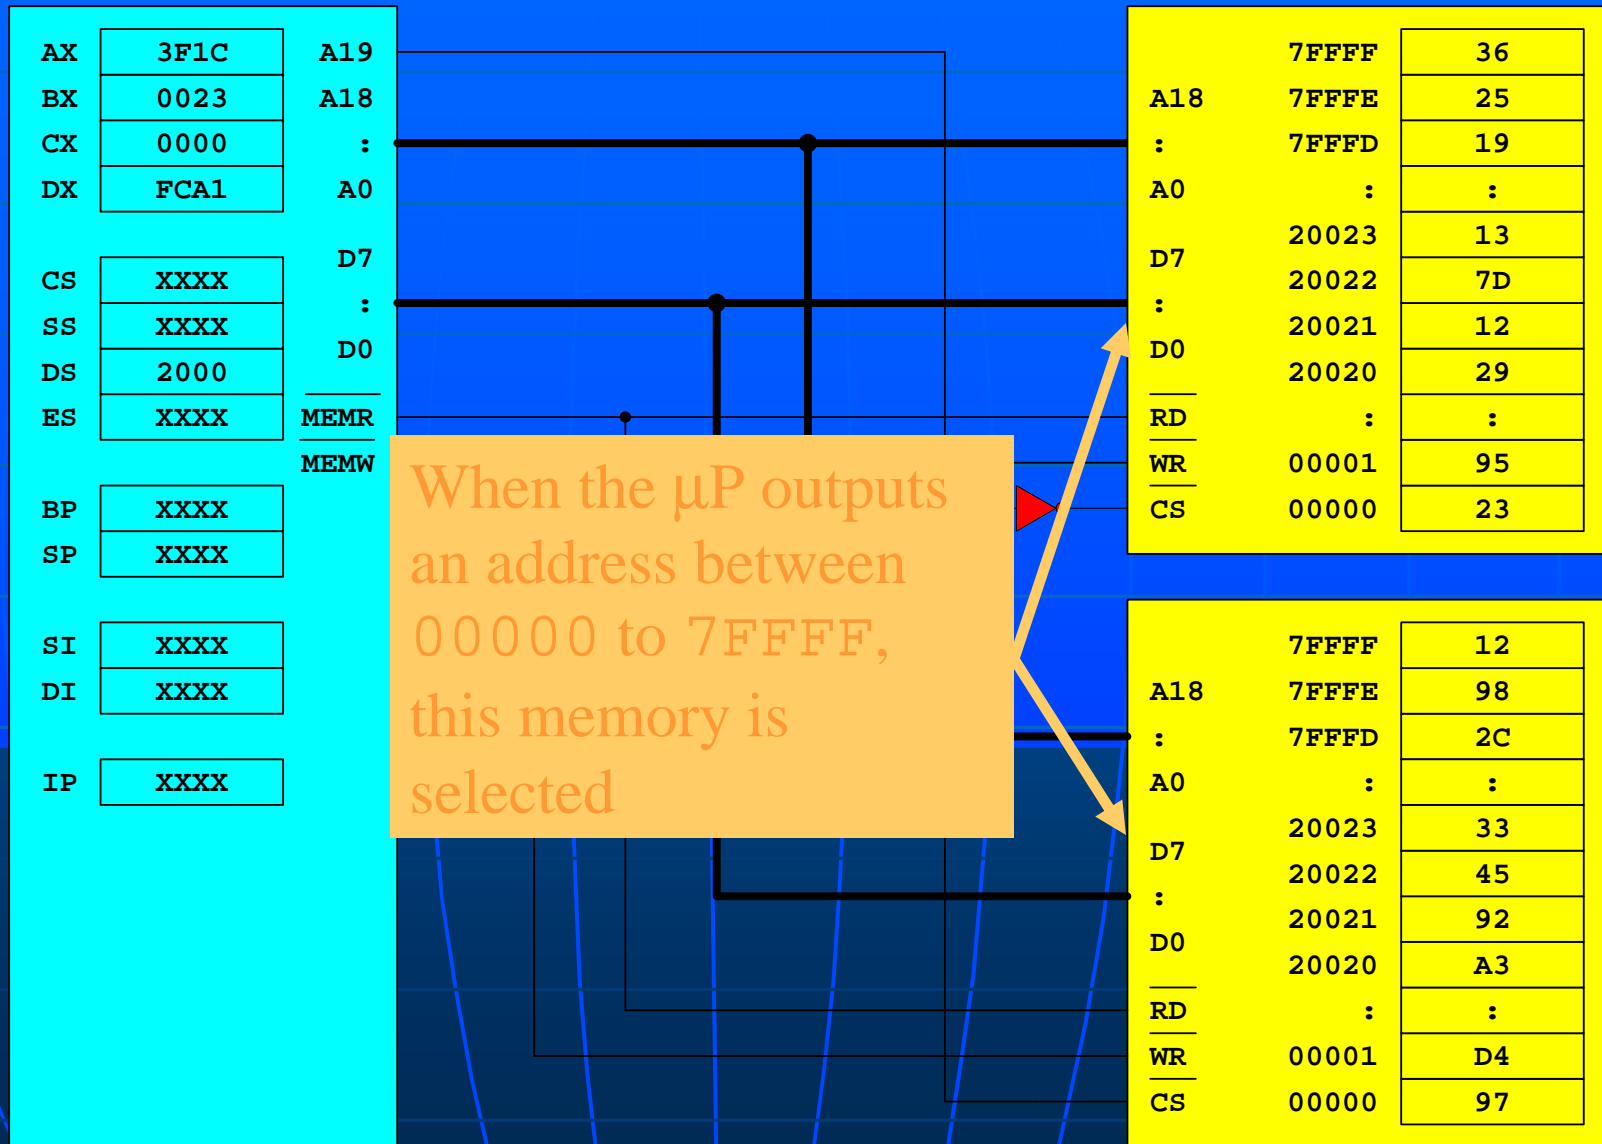 AX 3F1C A19
BX 0023 A18
CX 0000 :
DX FCA1 A0
D7
CS XXXX
:
SS XXXX
D0
DS 2000
ES XXXX MEMR
MEMW
BP XXXX
SP XXXX
SI XXXX
DI XXXX
IP XXXX
When the µP outputs
an address between
00000 to 7FFFF,
this memory is
selected
7FFFF 36
A18 7FFFE 25
: 7FFFD 19
A0 : :
20023 13
D7
20022 7D
:
20021 12
D0
20020 29
RD : :
WR 00001 95
CS 00000 23
7FFFF 12
A18 7FFFE 98
: 7FFFD 2C
A0 : :
20023 33
D7
20022 45
:
20021 92
D0
20020 A3
RD : :
WR 00001 D4
CS 00000 97